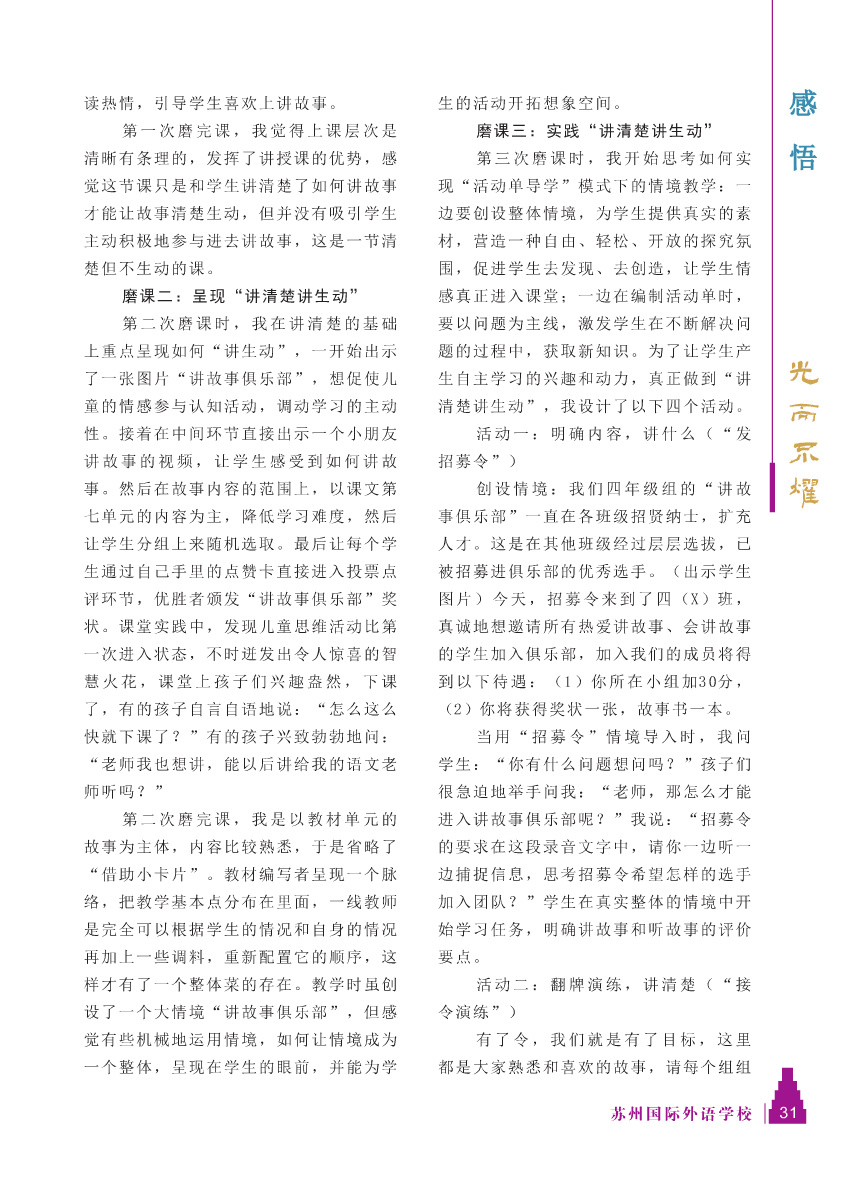 读热情，引导学生喜欢上讲故事。
第一次磨完课，我觉得上课层次是
清晰有条理的，发挥了讲授课的优势，感
觉这节课只是和学生讲清楚了如何讲故事
才能让故事清楚生动，但并没有吸引学生
主动积极地参与进去讲故事，这是一节清
楚但不生动的课。
磨课二：呈现“讲清楚讲生动”
第二次磨课时，我在讲清楚的基础
上重点呈现如何“讲生动”，一开始出示
了一张图片“讲故事俱乐部”，想促使儿
童的情感参与认知活动，调动学习的主动
性。接着在中间环节直接出示一个小朋友
讲故事的视频，让学生感受到如何讲故
事。然后在故事内容的范围上，以课文第
七单元的内容为主，降低学习难度，然后
让学生分组上来随机选取。最后让每个学
生通过自己手里的点赞卡直接进入投票点
评环节，优胜者颁发“讲故事俱乐部”奖
状。课堂实践中，发现儿童思维活动比第
一次进入状态，不时迸发出令人惊喜的智
慧火花，课堂上孩子们兴趣盎然，下课
了，有的孩子自言自语地说：“怎么这么
快就下课了？”有的孩子兴致勃勃地问：
“老师我也想讲，能以后讲给我的语文老
师听吗？”
第二次磨完课，我是以教材单元的
故事为主体，内容比较熟悉，于是省略了
“借助小卡片”。教材编写者呈现一个脉
络，把教学基本点分布在里面，一线教师
是完全可以根据学生的情况和自身的情况
再加上一些调料，重新配置它的顺序，这
样才有了一个整体菜的存在。教学时虽创
设了一个大情境“讲故事俱乐部”，但感
觉有些机械地运用情境，如何让情境成为
一个整体，呈现在学生的眼前，并能为学
生的活动开拓想象空间。
磨课三：实践“讲清楚讲生动”
第三次磨课时，我开始思考如何实
现“活动单导学”模式下的情境教学：一
边要创设整体情境，为学生提供真实的素
材，营造一种自由、轻松、开放的探究氛
围，促进学生去发现、去创造，让学生情
感真正进入课堂；一边在编制活动单时，
要以问题为主线，激发学生在不断解决问
题的过程中，获取新知识。为了让学生产
生自主学习的兴趣和动力，真正做到“讲
清楚讲生动”，我设计了以下四个活动。
活动一：明确内容，讲什么（“发
招募令”）
创设情境：我们四年级组的“讲故
事俱乐部”一直在各班级招贤纳士，扩充
人才。这是在其他班级经过层层选拔，已
被招募进俱乐部的优秀选手。（出示学生
图片）今天，招募令来到了四（X）班，
真诚地想邀请所有热爱讲故事、会讲故事
的学生加入俱乐部，加入我们的成员将得
到以下待遇：（1）你所在小组加30分，
（2）你将获得奖状一张，故事书一本。
当用“招募令”情境导入时，我问
学生：“你有什么问题想问吗？”孩子们
很急迫地举手问我：“老师，那怎么才能
进入讲故事俱乐部呢？”我说：“招募令
的要求在这段录音文字中，请你一边听一
边捕捉信息，思考招募令希望怎样的选手
加入团队？”学生在真实整体的情境中开
始学习任务，明确讲故事和听故事的评价
要点。
活动二：翻牌演练，讲清楚（“接
令演练”）
有了令，我们就是有了目标，这里
都是大家熟悉和喜欢的故事，请每个组组
感悟
光而不耀
苏州国际外语学校 31